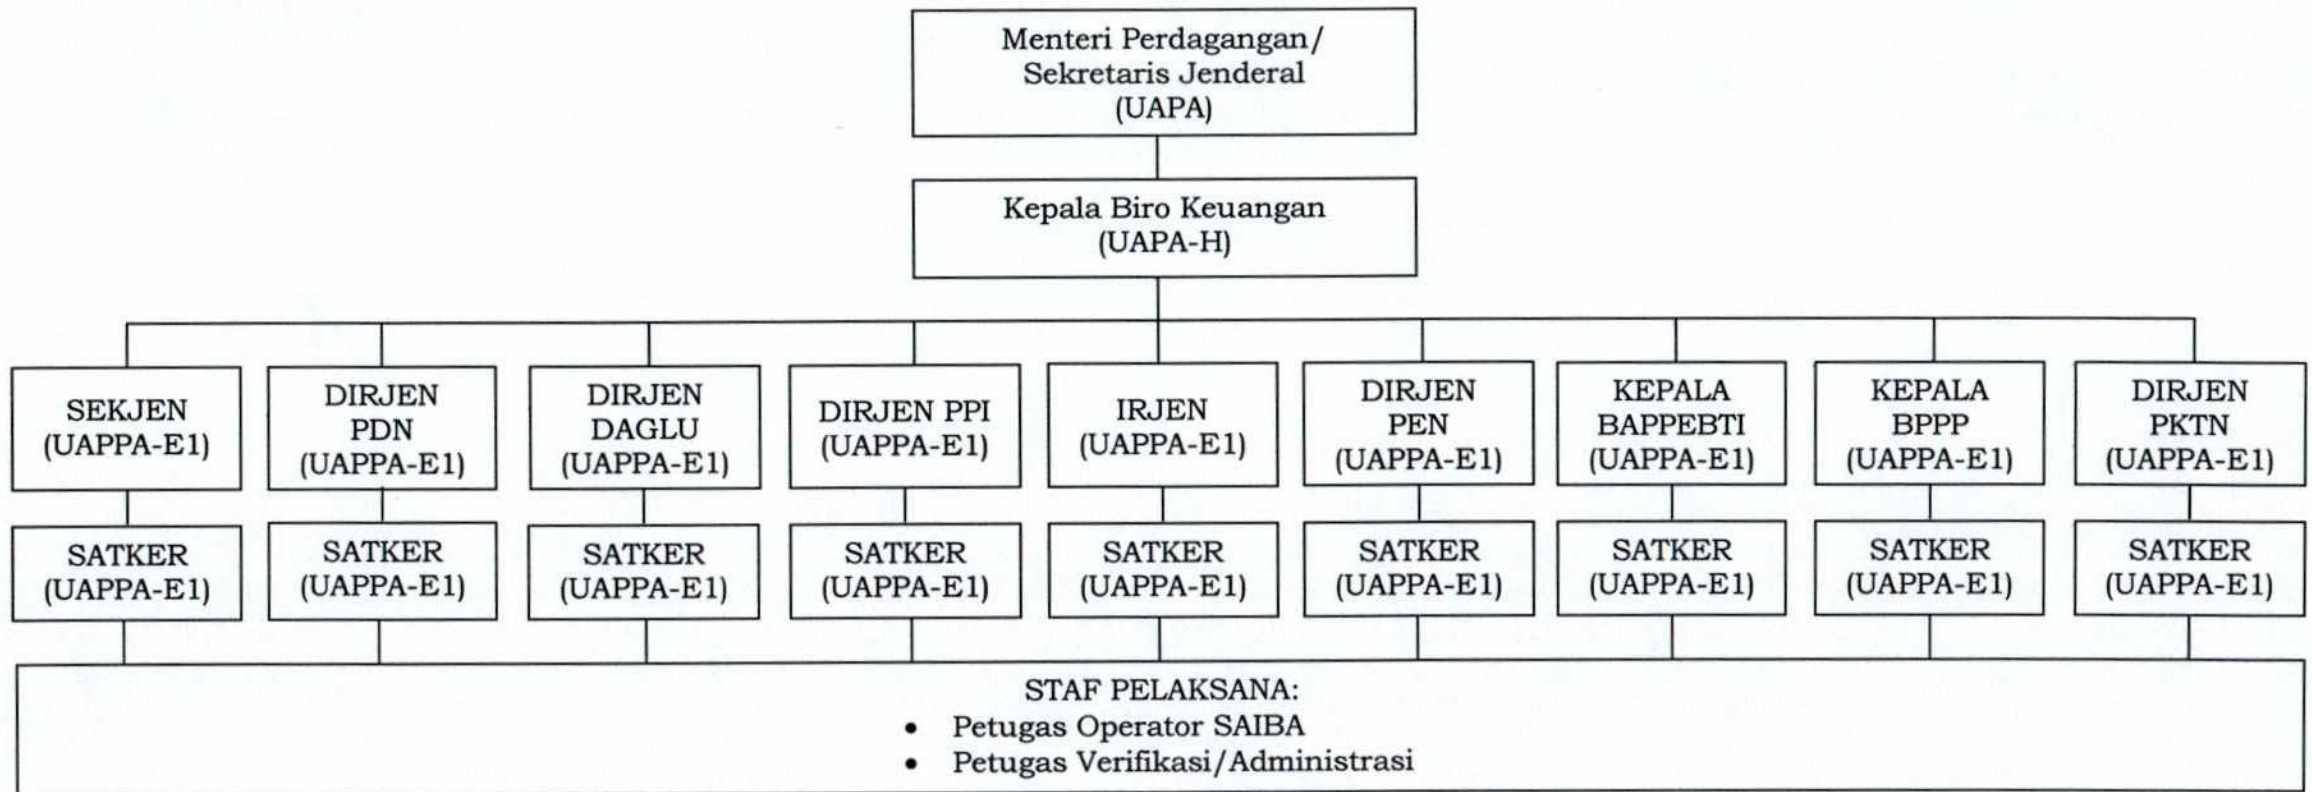 Menteri Perdagangan/
Sekretaris Jenderal
(UAPA)
Kepala Biro Keuangan
(UAPA-H)
SEKJEN
(UAPPA-E1)
DIRJEN
PDN
(UAPPA-E1)
DIRJEN
DAGLU
(UAPPA-E1)
DIRJEN PPI
(UAPPA-E1)
IRJEN
(UAPPA-E1)
DIRJEN
PEN
(UAPPA-E1)
KEPALA
BAPPEBTI
(UAPPA-E1)
KEPALA
BPPP
(UAPPA-E1)
DIRJEN
PKTN
(UAPPA-E1)
SATKER
(UAPPA-E1)
SATKER
(UAPPA-E1)
SATKER
(UAPPA-E1)
SATKER
(UAPPA-E1)
SATKER
(UAPPA-E1)
SATKER
(UAPPA-E1)
SATKER
(UAPPA-E1)
SATKER
(UAPPA-E1)
SATKER
(UAPPA-E1)
STAF PELAKSANA:
• Petugas Operator SAIBA
• Petugas Verifikasi/Administrasi